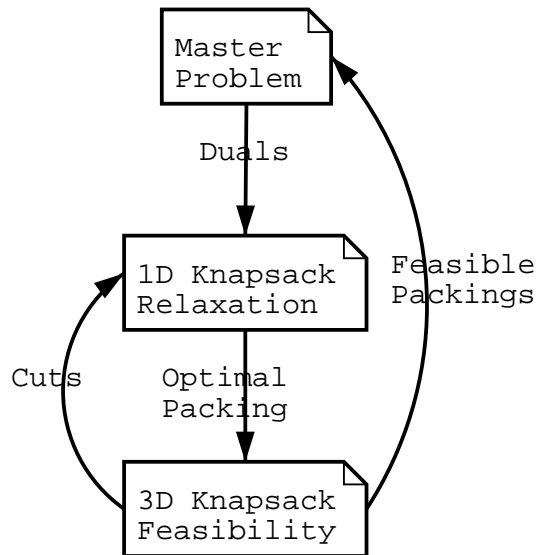 Master
Problem
Duals
1D Knapsack
Relaxation
Feasible
Packings
Cuts
Optimal
Packing
3D Knapsack
Feasibility